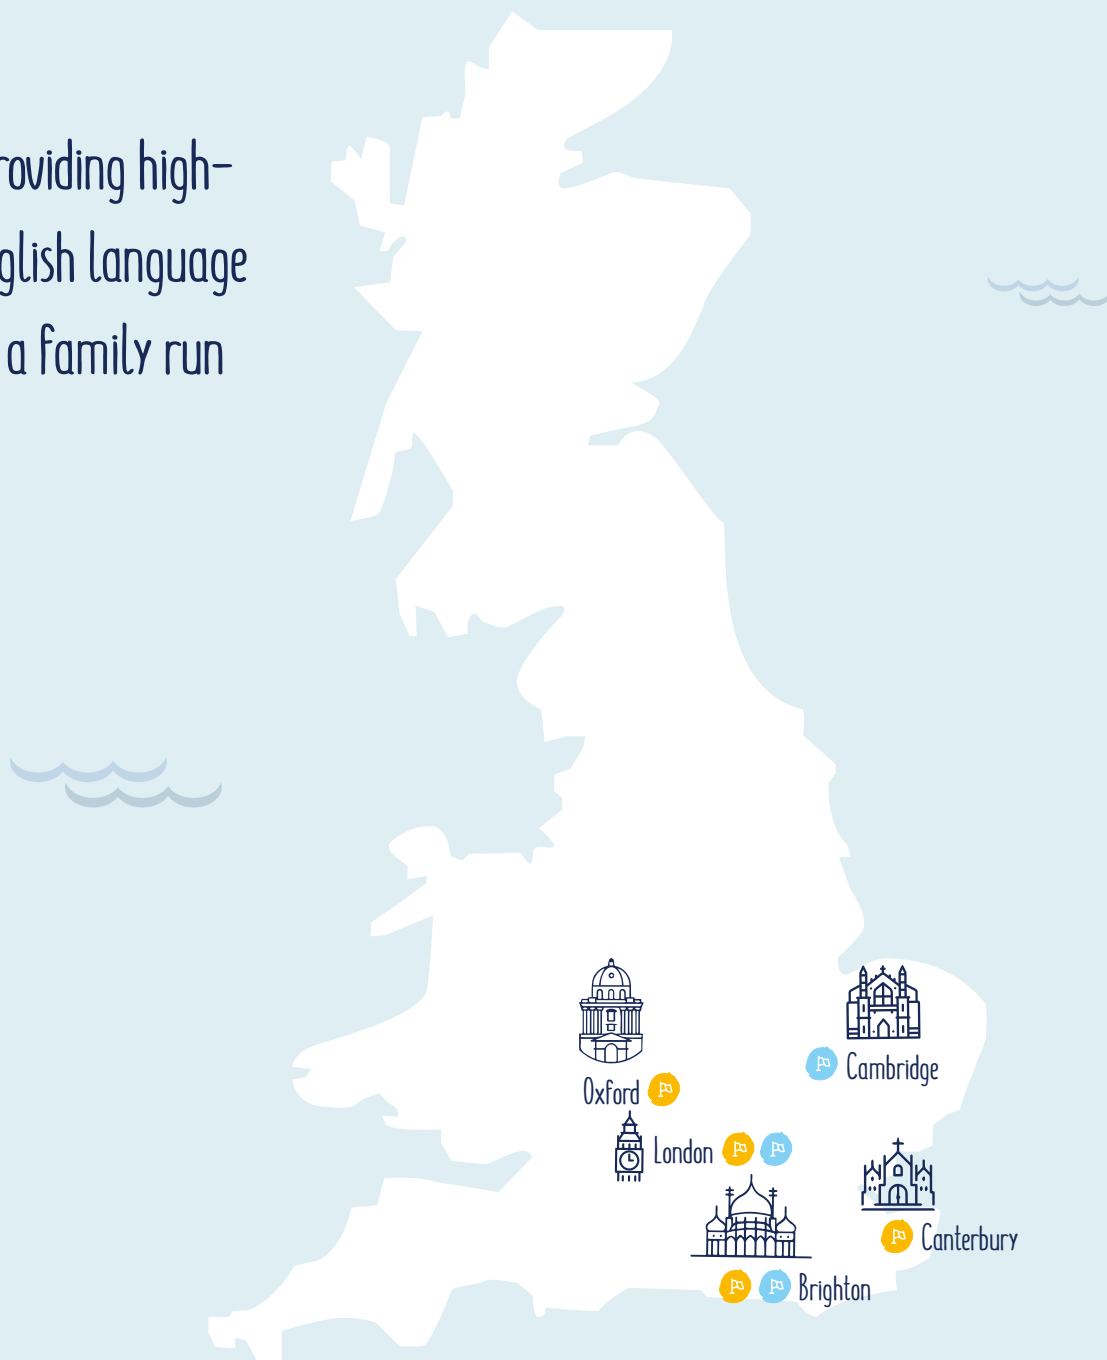 roviding high-
glish language
a family run
Oxford
Cambridge
London
Canterbury
Brighton